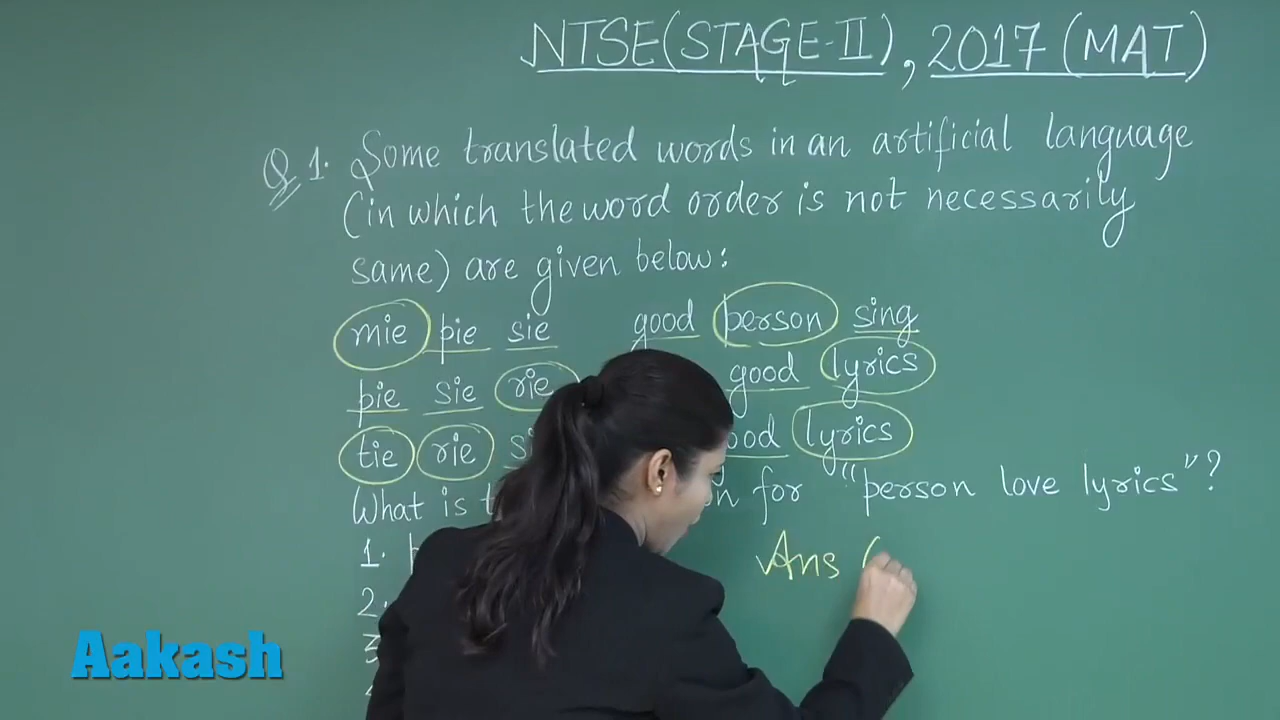 NTSE (STAGE-II), 2017 (MAT)
Q 1. Some translated words in an artificial language
(in which the word order is not necessarily
same) are given below:
mie pie sie good person sing
pie sie rie good lyrics
tie rie lyrics
What is for "person love lyrics"?
1.
2.
3
Ans (
Aakash